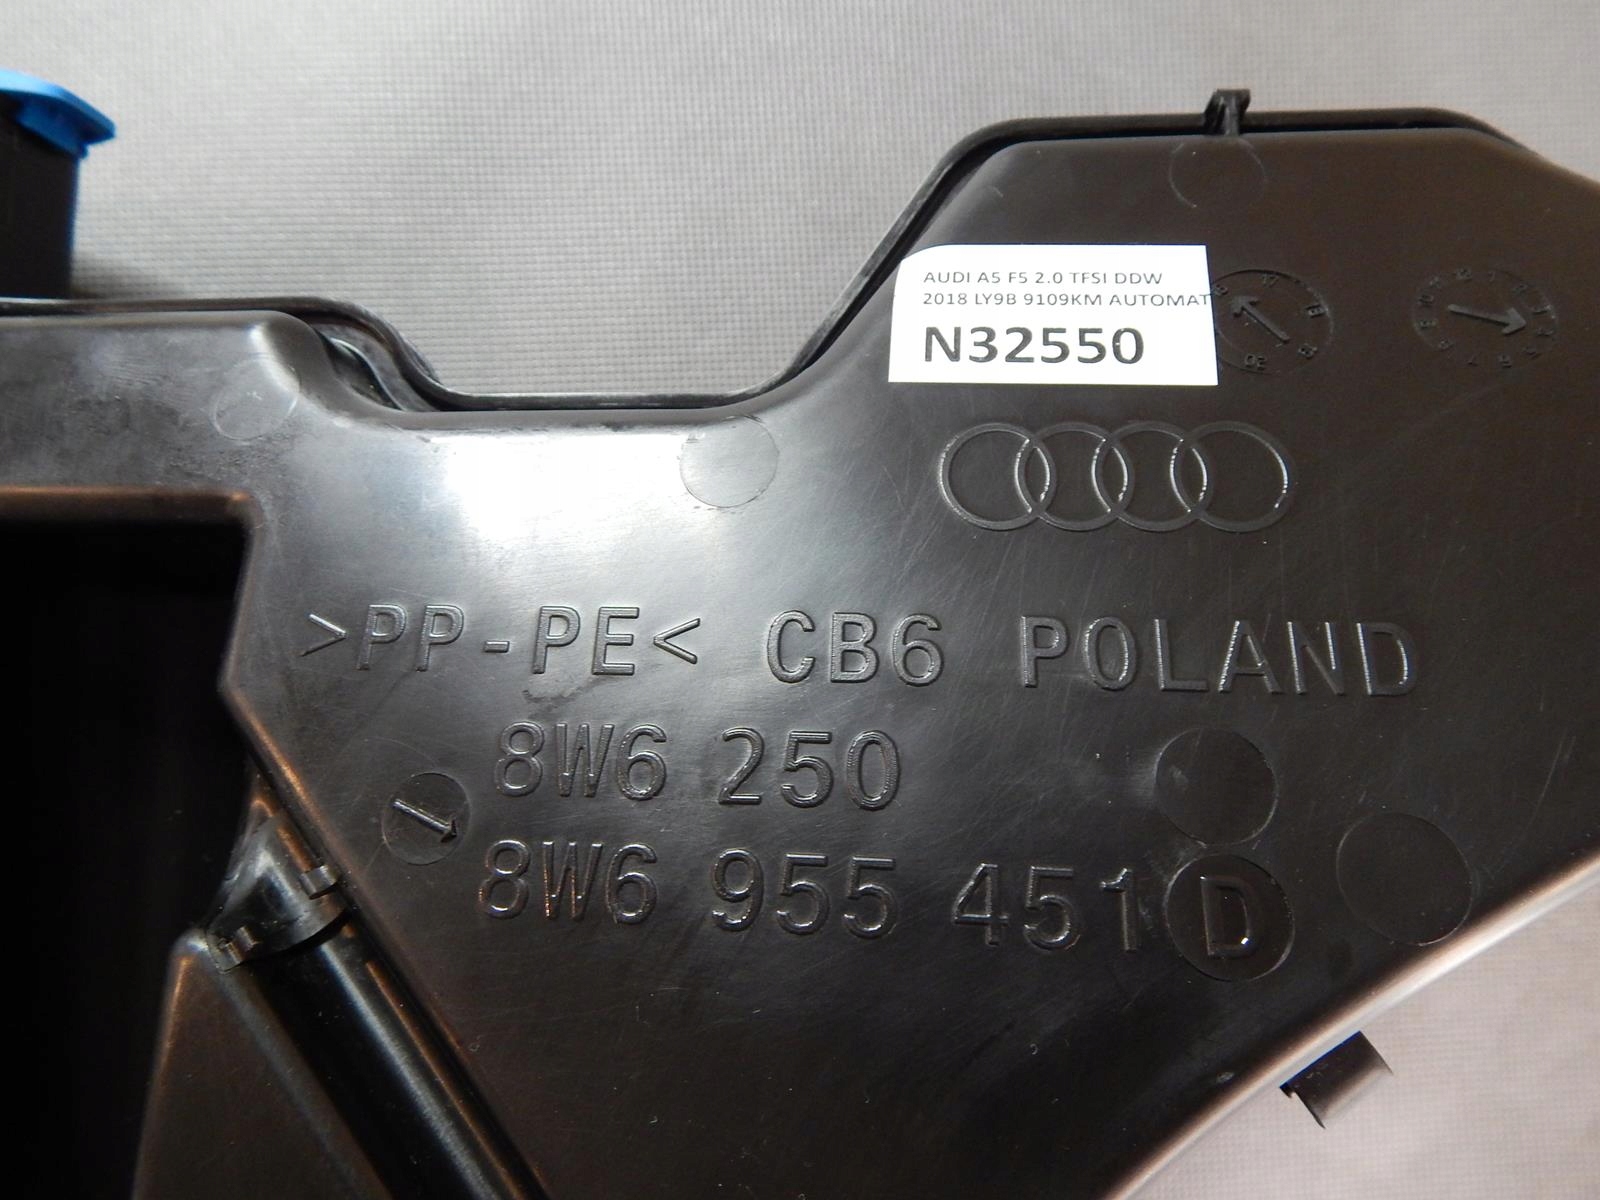 AUDI A5 F5 2.0 TFSI DDW
2018 LY9B 9109KM AUTOMAT
N32550
>PP-PE< CB6 POLAND
8W6 250
8W6 955 451 D